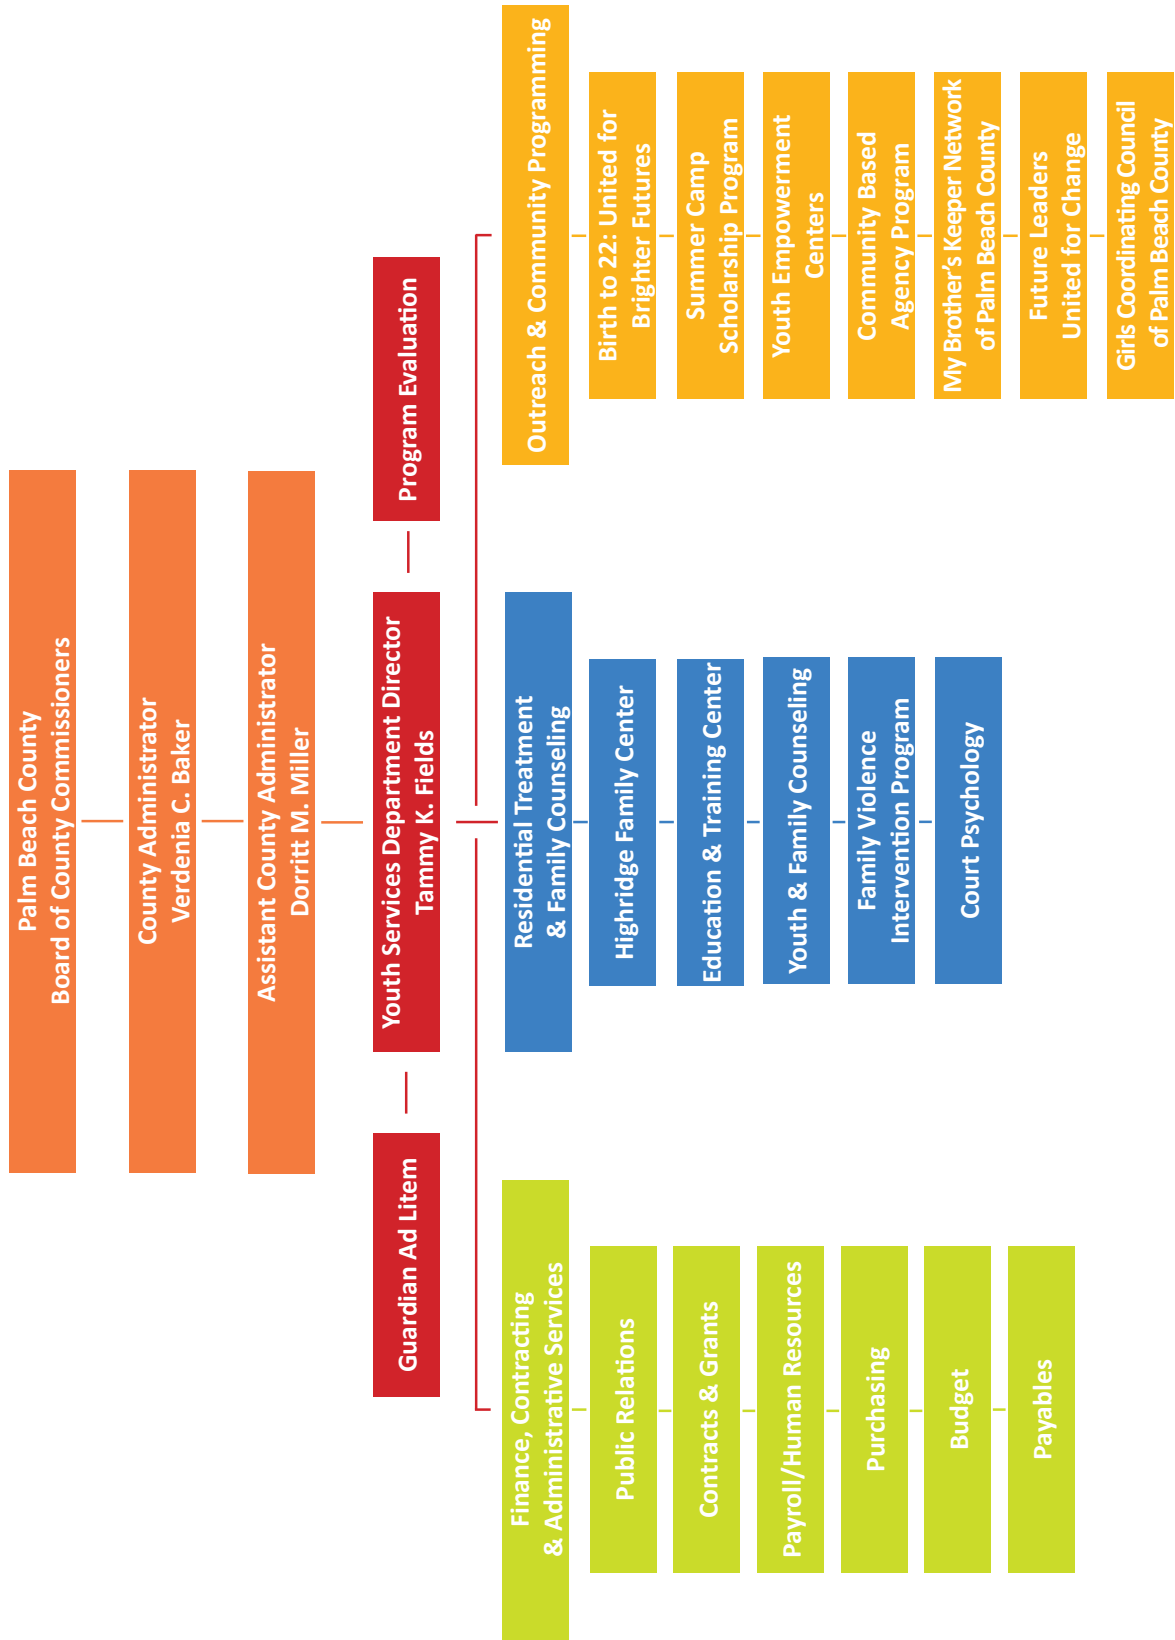 Palm Beach County
Board of County Commissioners
County Administrator
Verdenia C. Baker
Assistant County Administrator
Dorritt M. Miller
Guardian Ad Litem
Youth Services Department Director
Tammy K. Fields
Program Evaluation
Finance, Contracting
& Administrative Services
Public Relations
Contracts & Grants
Payroll/Human Resources
Purchasing
Budget
Payables
Residential Treatment
& Family Counseling
Highridge Family Center
Education & Training Center
Youth & Family Counseling
Family Violence
Intervention Program
Court Psychology
Outreach & Community Programming
Birth to 22: United for
Brighter Futures
Summer Camp
Scholarship Program
Youth Empowerment
Centers
Community Based
Agency Program
My Brother's Keeper Network
of Palm Beach County
Future Leaders
United for Change
Girls Coordinating Council
of Palm Beach County